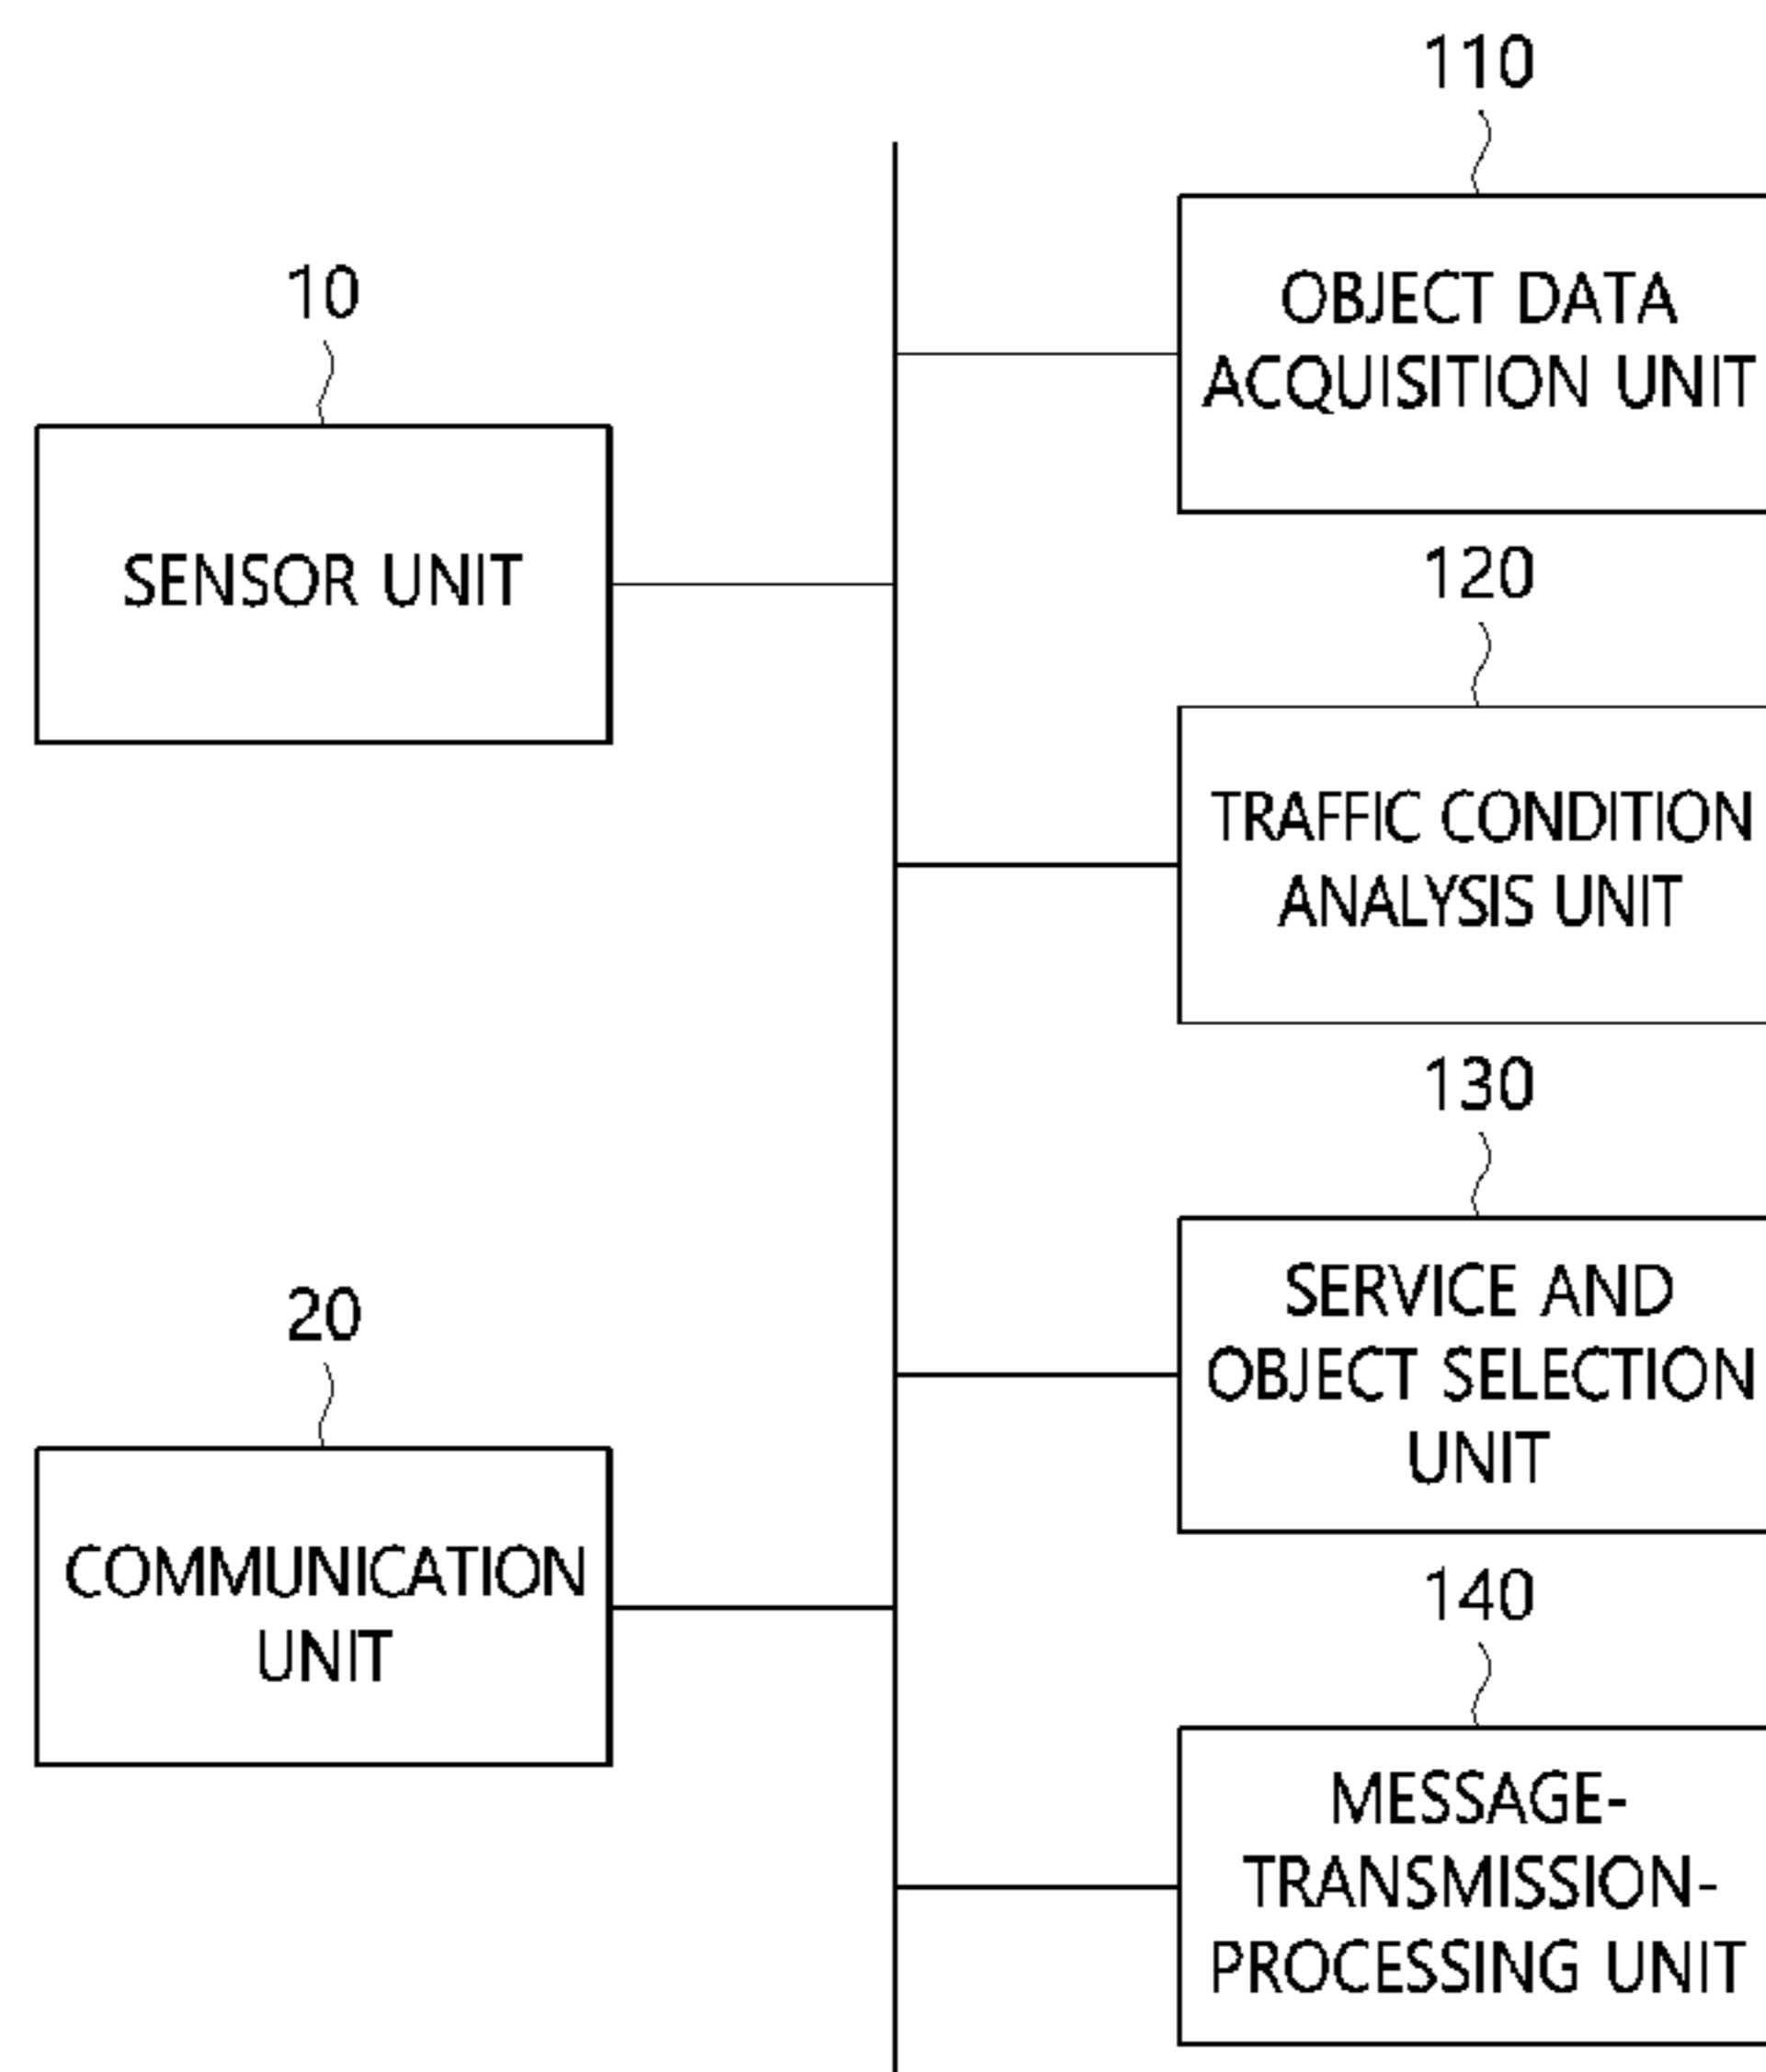 110
OBJECT DATA
ACQUISITION UNIT
10
SENSOR UNIT
120
TRAFFIC CONDITION
ANALYSIS UNIT
130
SERVICE AND
OBJECT SELECTION
UNIT
20
COMMUNICATION
UNIT
140
MESSAGE-
TRANSMISSION-
PROCESSING UNIT